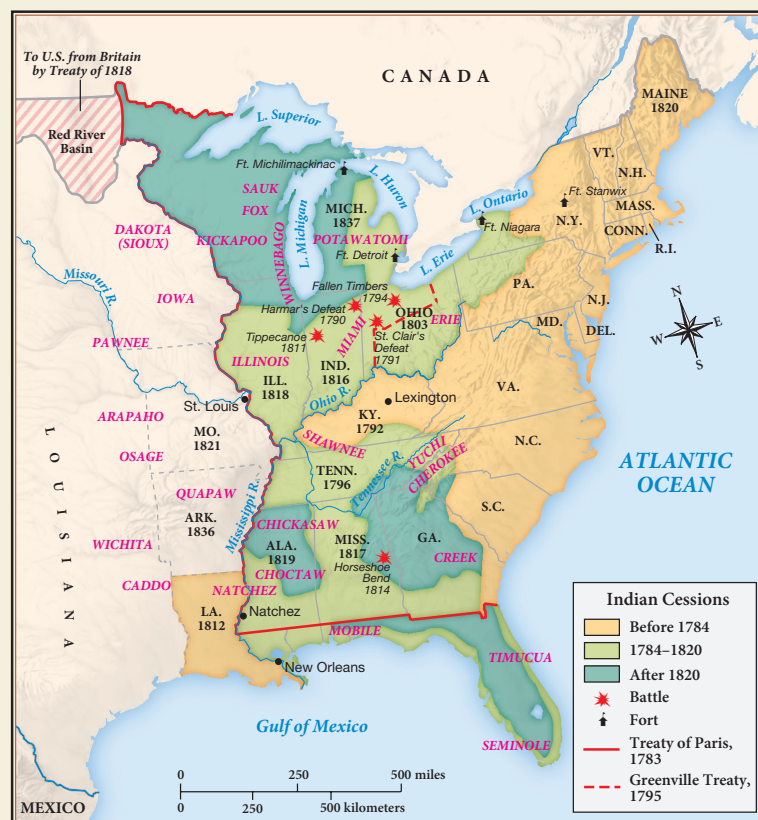 To U.S. from Britain
by Treaty of 1818
Red River
Basin
CANADA
L. Superior
Ft. Michilimackinac
L. Huron
L. Michigan
L. Ontario
L. Erie
MAINE
1820
VT.
N.H.
MASS.
CONN.
R.I.
Ft. Stanwix
N.Y.
Ft. Niagara
SAUK
FOX
MICH.
1837
DAKOTA
(SIOUX)
KICKAPOO
WINNEBAGO
POTAWATOMI
Ft. Detroit
Missouri R.
IOWA
Fallen Timbers
1794
Harmar's Defeat
1790
OHIO
1803
ERIE
PA.
N.J.
MD.
DEL.
N
E
S
W
PAWNEE
Tippecanoe
1811
MIAMI
St. Clair's
Defeat
1791
ILLINOIS
ILL.
1818
IND.
1816
Ohio R.
St. Louis
Lexington
KY.
1792
VA.
ARAPAHO
MO.
1821
OSAGE
SHAWNEE
TENN.
1796
Tennessee R.
YUCHI
CHEROKEE
N.C.
ATLANTIC
OCEAN
LOUISIANA
QUAPAW
Mississippi R.
ARK.
1836
S.C.
CHICKASAW
MISS.
1817
GA.
WICHITA
ALA.
1819
Horseshoe
Bend
1814
CREEK
CADDO
CHOCTAW
NATCHEZ
LA.
1812
Natchez
MOBILE
New Orleans
TIMUCUA
SEMINOLE
Gulf of Mexico
MEXICO
0 250 500 miles
0 250 500 kilometers
Indian Cessions
Before 1784
1784–1820
After 1820
Battle
Fort
Treaty of Paris,
1783
Greenville Treaty,
1795